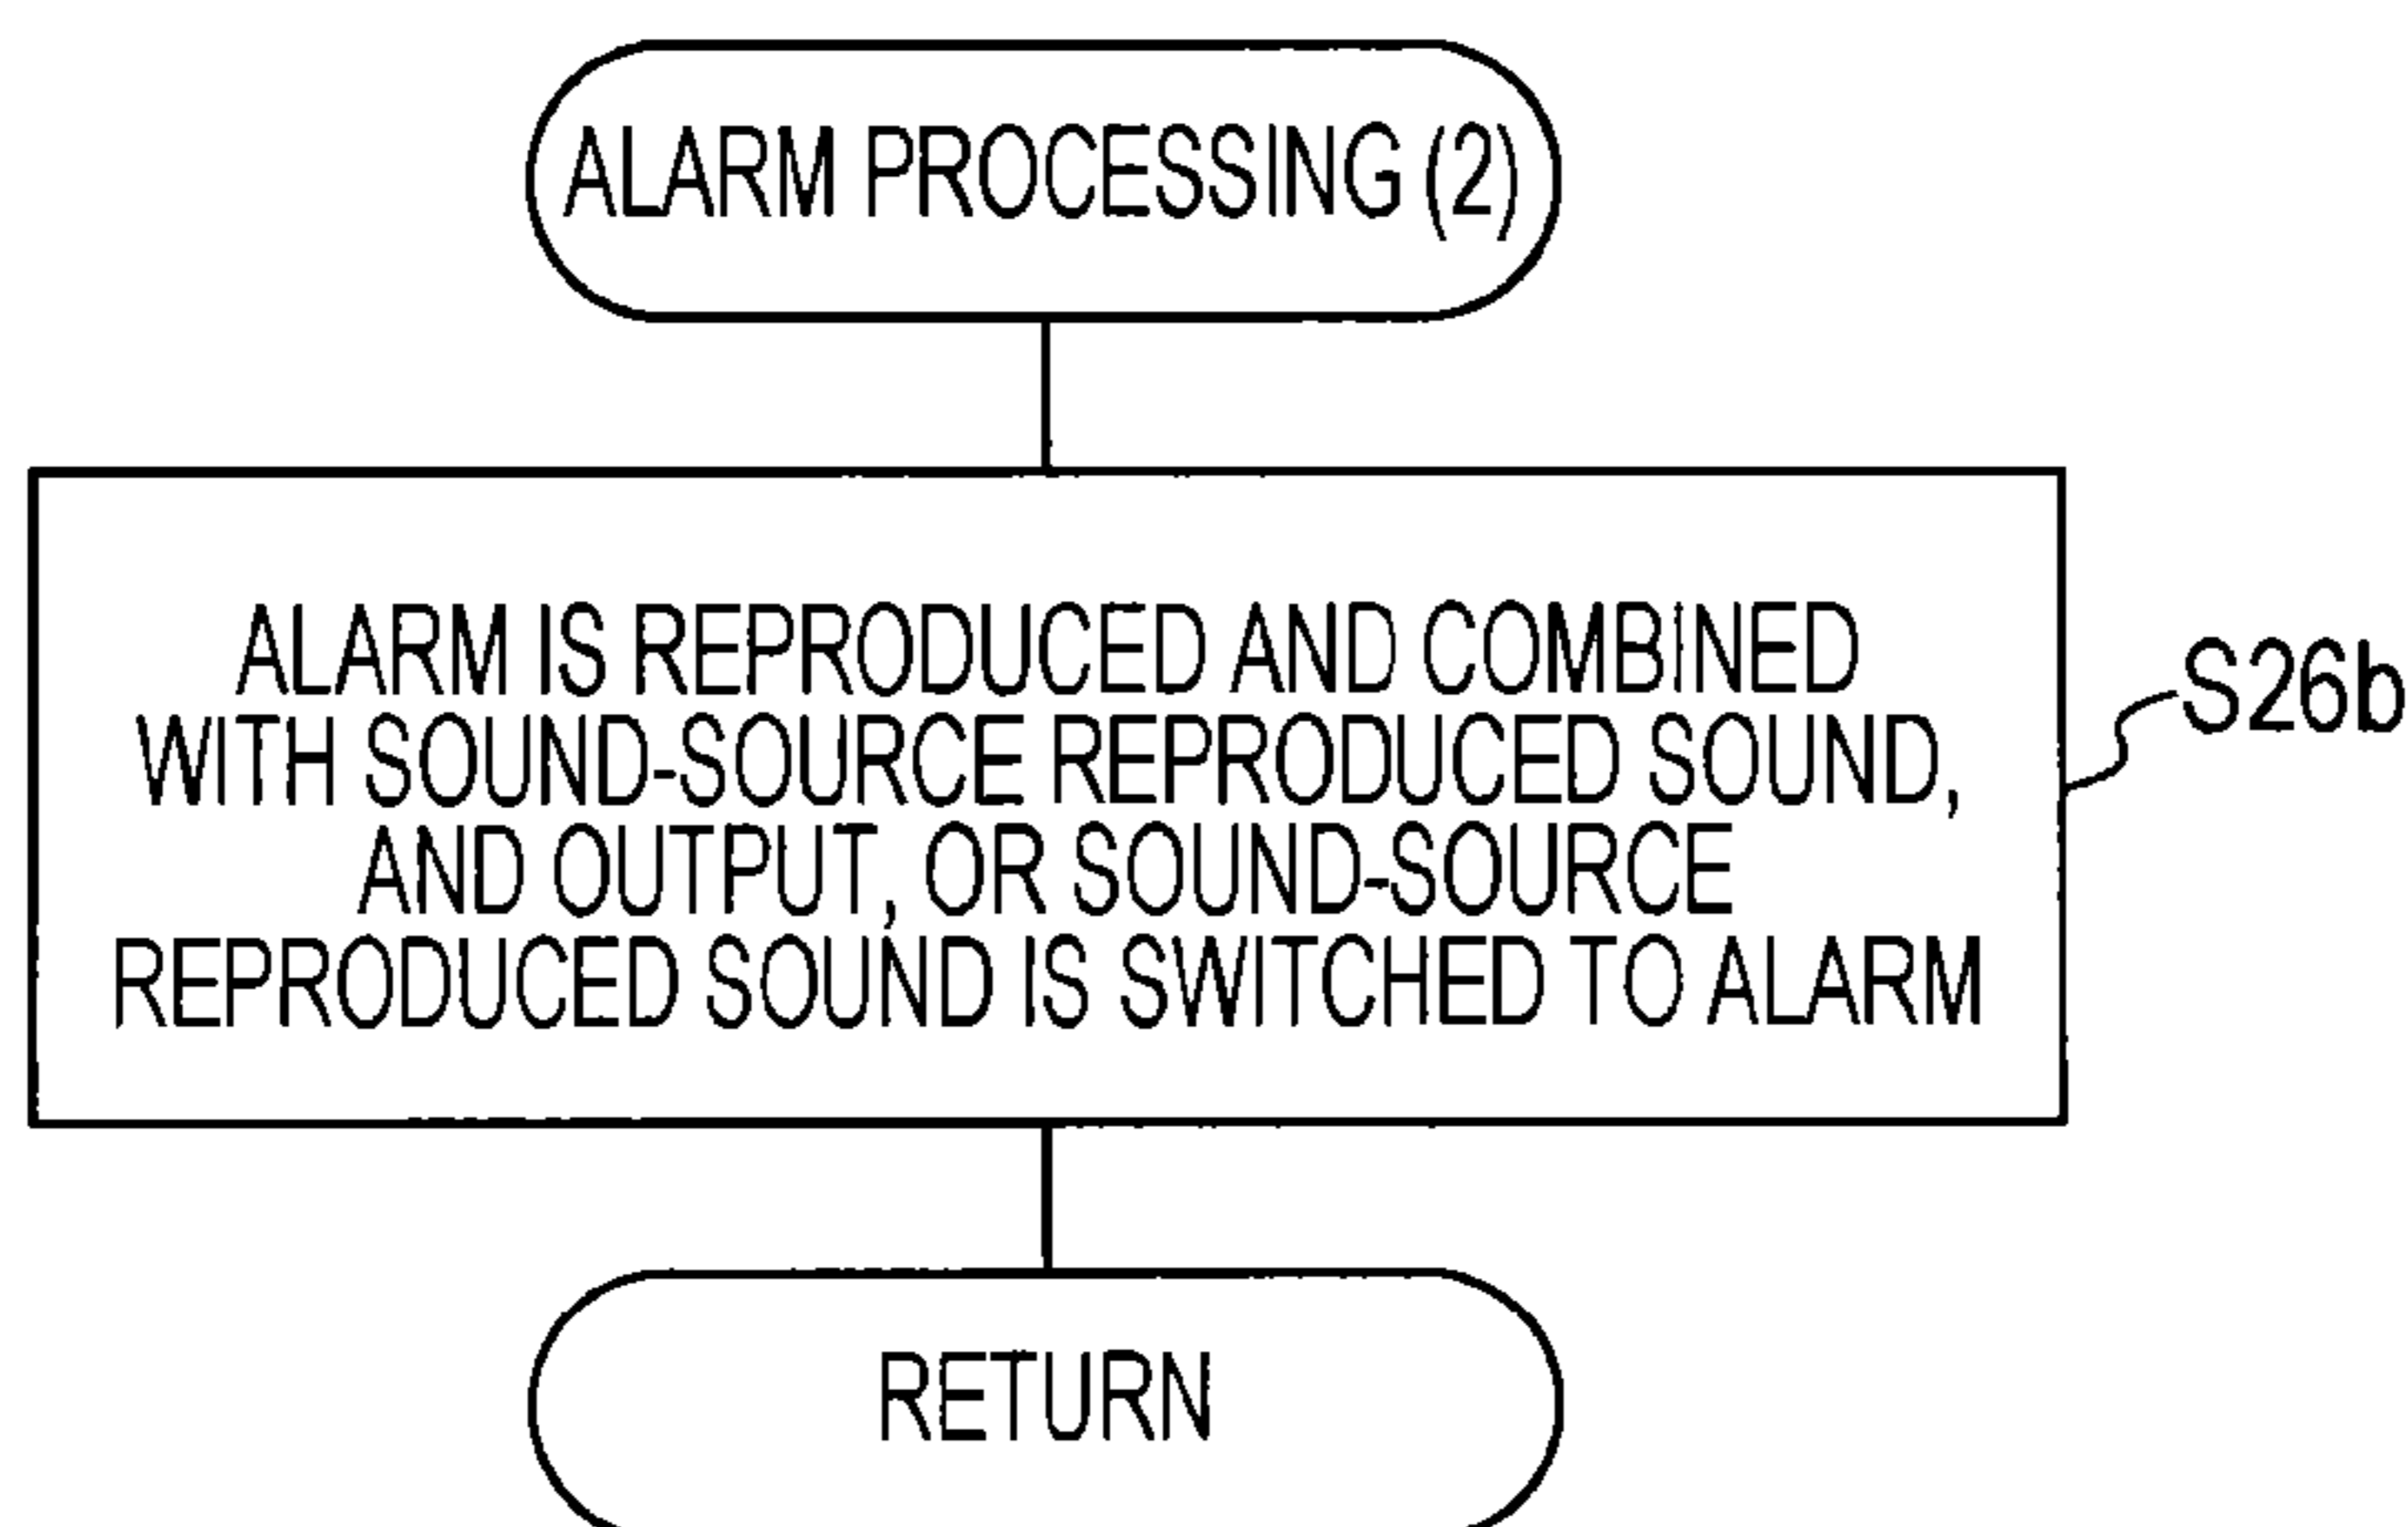 ALARM PROCESSING (2)
ALARM IS REPRODUCED AND COMBINED
WITH SOUND-SOURCE REPRODUCED SOUND,
AND OUTPUT, OR SOUND-SOURCE
REPRODUCED SOUND IS SWITCHED TO ALARM
S26b
RETURN